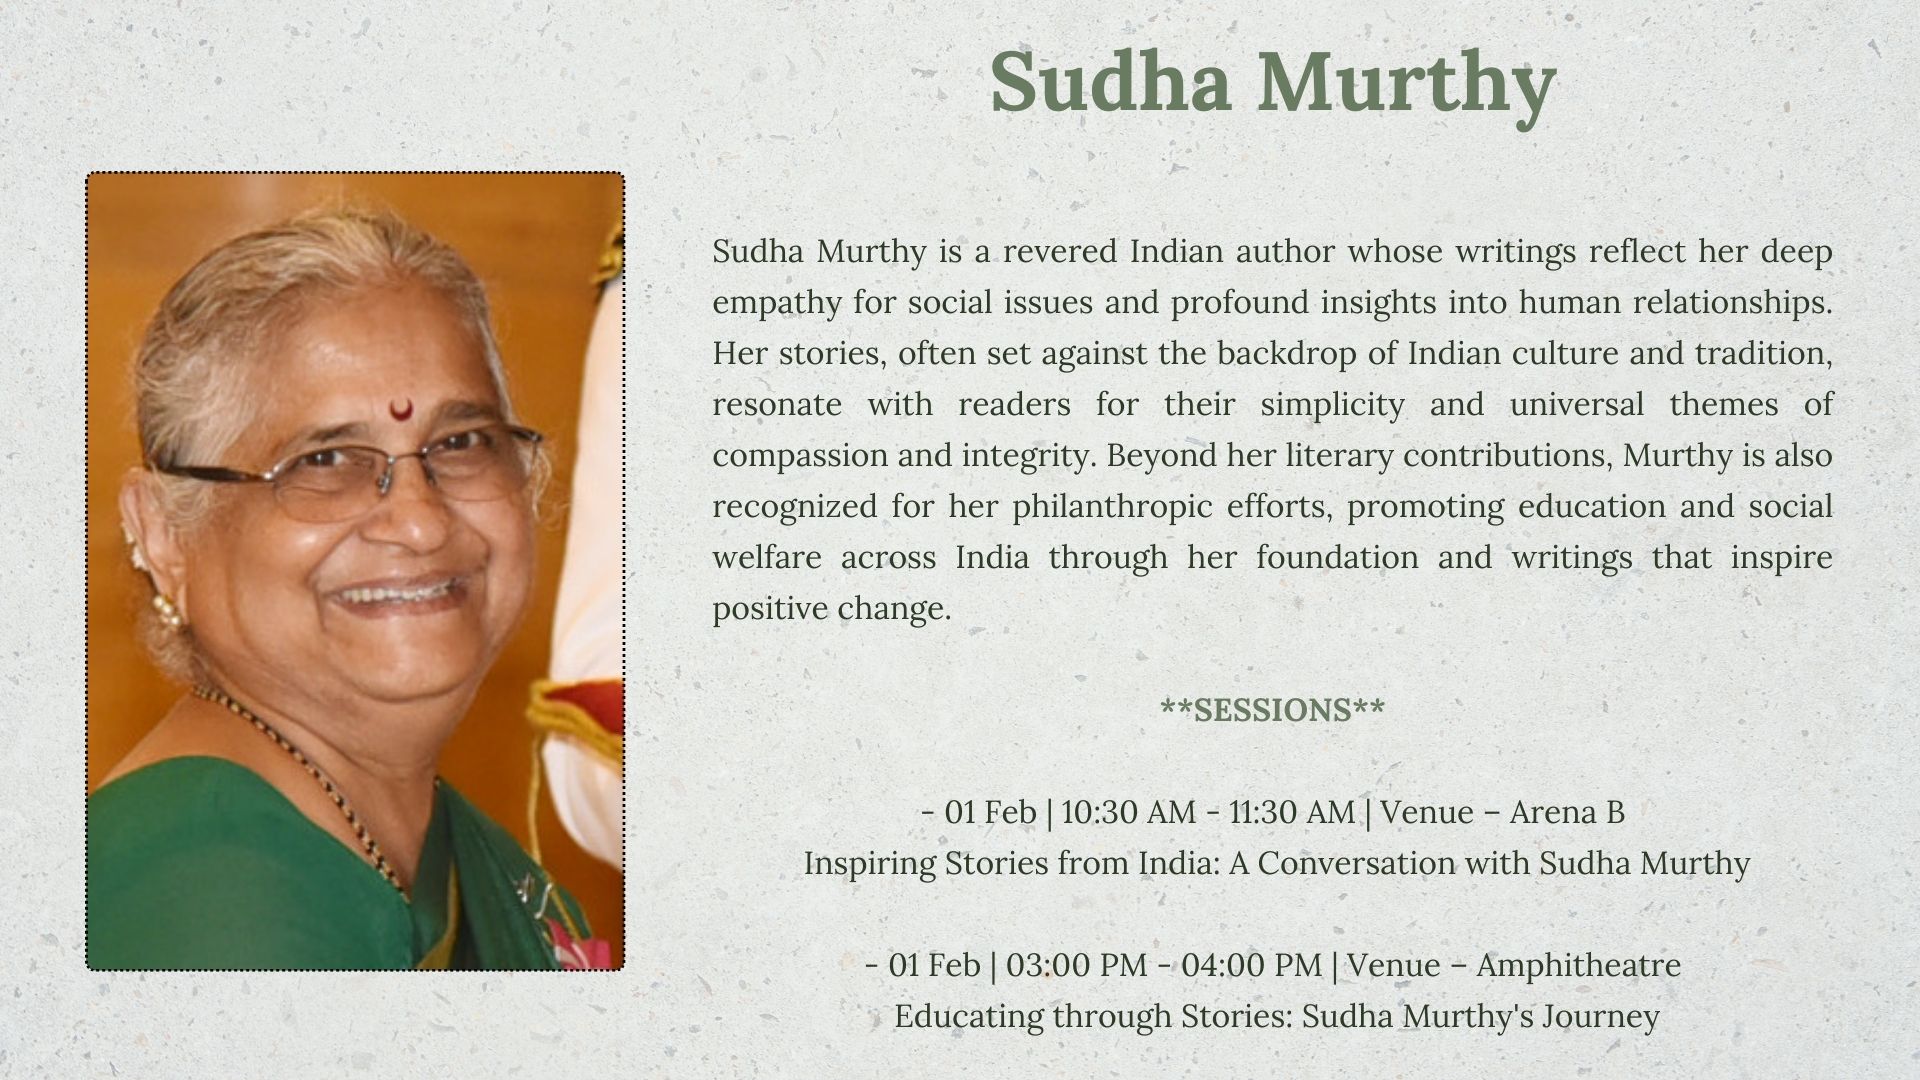 Sudha Murthy
Sudha Murthy is a revered Indian author whose writings reflect her deep
empathy for social issues and profound insights into human relationships.
Her stories, often set against the backdrop of Indian culture and tradition,
resonate with readers for their simplicity and universal themes of
compassion and integrity. Beyond her literary contributions, Murthy is also
recognized for her philanthropic efforts, promoting education and social
welfare across India through her foundation and writings that inspire
positive change.
**SESSIONS**
- 01 Feb | 10:30 AM - 11:30 AM | Venue – Arena B
Inspiring Stories from India: A Conversation with Sudha Murthy
- 01 Feb | 03:00 PM - 04:00 PM | Venue – Amphitheatre
Educating through Stories: Sudha Murthy's Journey